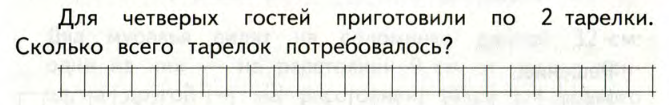 Для четверых гостей приготовили по 2 тарелки.
Сколько всего тарелок потребовалось?